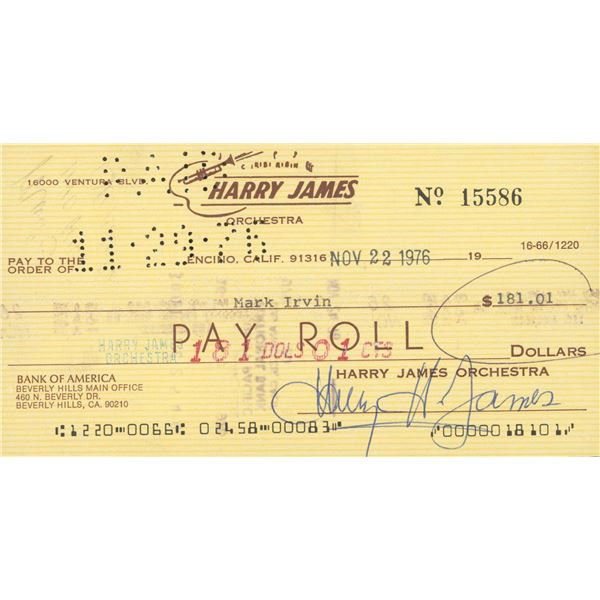 PAID
CIRIBIRIBIN
16000 VENTURA BLVD.
HARRY JAMES
ORCHESTRA
Nº 15586
11·29·76
ENCINO, CALIF. 91316
NOV 22 1976 19
16-66/1220
PAY TO THE
ORDER OF
Mark Irvin
$181.01
PAY ROLL
HARRY JAMES
ORCHESTRA
181 DOLS 01 CTS
DOLLARS
BANK OF AMERICA
BEVERLY HILLS MAIN OFFICE
460 N. BEVERLY DR.
BEVERLY HILLS, CA. 90210
HARRY JAMES ORCHESTRA
Harry H. James
⑆1220⑉0066⑆ 02458⑉00083⑈ ⑈0000018101⑈